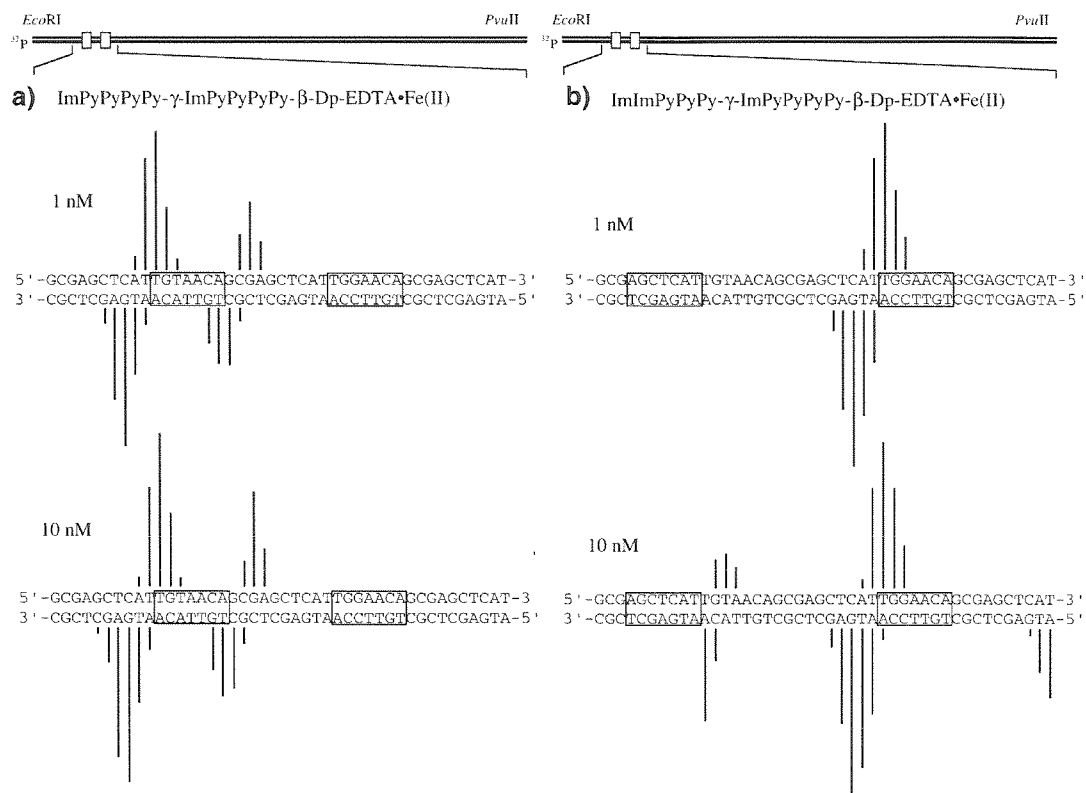 EcoRI PvuII
³²P
a) ImPyPyPyPy-γ-ImPyPyPyPy-β-Dp-EDTA•Fe(II)
1 nM
5'-GCGAGCTCATTGTAACAGCGAGCTCATTGGAACAGCGAGCTCAT-3'
3'-CGCTCGAGTAACATTGTCGCTCGAGTAACCTTGTCGCTCGAGTA-5'
10 nM
5'-GCGAGCTCATTGTAACAGCGAGCTCATTGGAACAGCGAGCTCAT-3
3'-CGCTCGAGTAACATTGTCGCTCGAGTAACCTTGTCGCTCGAGTA-5'
EcoRI PvuII
³²P
b) ImImPyPyPy-γ-ImPyPyPyPy-β-Dp-EDTA•Fe(II)
1 nM
5'-GCGAGCTCATTGTAACAGCGAGCTCATTGGAACAGCGAGCTCAT-3'
3'-CGCTCGAGTAACATTGTCGCTCGAGTAACCTTGTCGCTCGAGTA-5'
10 nM
5'-GCGAGCTCATTGTAACAGCGAGCTCATTGGAACAGCGAGCTCAT-3'
3'-CGCTCGAGTAACATTGTCGCTCGAGTAACCTTGTCGCTCGAGTA-5'